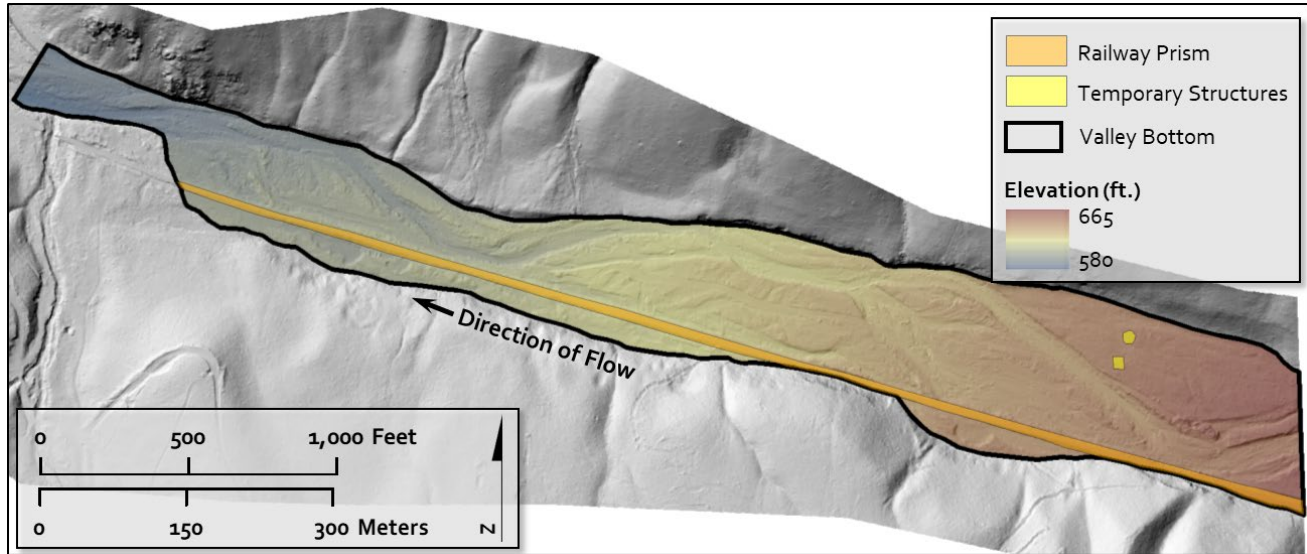 Railway Prism
Temporary Structures
Valley Bottom
Elevation (ft.)
665
580
Direction of Flow
0 500 1,000 Feet
0 150 300 Meters
N